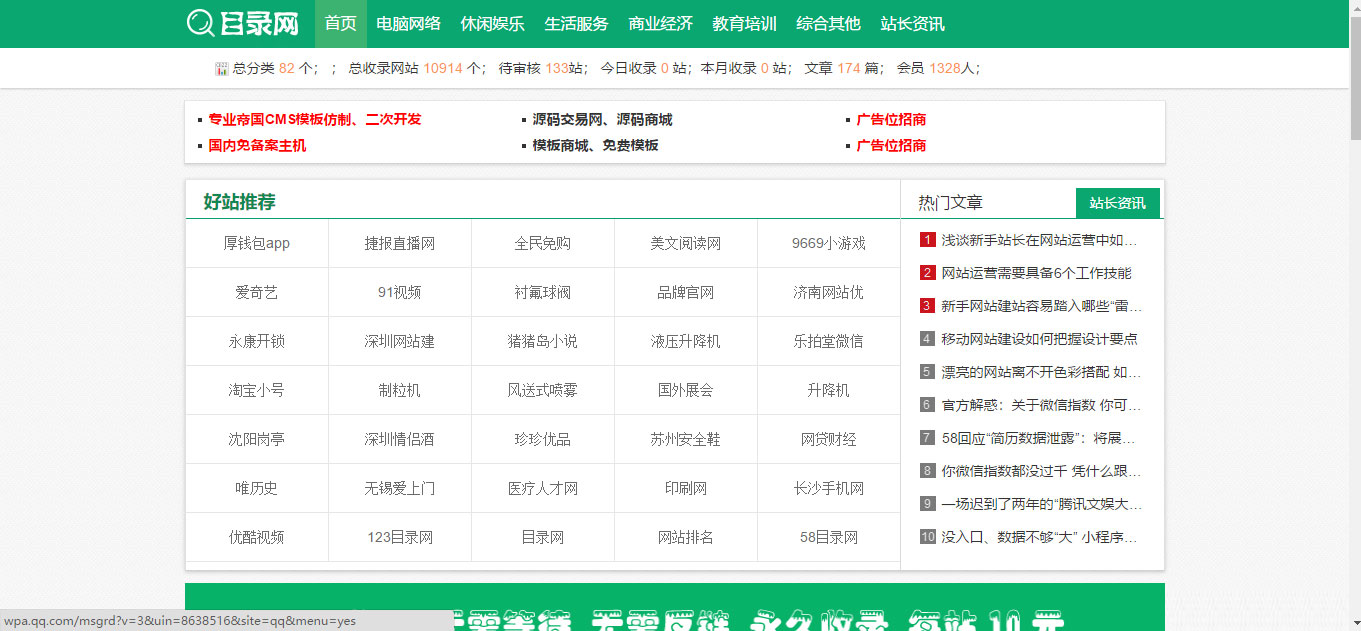 目录网 首页 电脑网络 休闲娱乐 生活服务 商业经济 教育培训 综合其他 站长资讯
总分类 82 个； ； 总收录网站 10914 个； 待审核 133站； 今日收录 0 站；本月收录 0 站； 文章 174 篇； 会员 1328人；
专业帝国CMS模板仿制、二次开发 源码交易网、源码商城 广告位招商
国内免备案主机 模板商城、免费模板 广告位招商
好站推荐
厚钱包app 捷报直播网 全民免购 美文阅读网 9669小游戏
爱奇艺 91视频 衬氟球阀 品牌官网 济南网站优
永康开锁 深圳网站建 猪猪岛小说 液压升降机 乐拍堂微信
淘宝小号 制粒机 风送式喷雾 国外展会 升降机
沈阳岗亭 深圳情侣酒 珍珍优品 苏州安全鞋 网贷财经
唯历史 无锡爱上门 医疗人才网 印刷网 长沙手机网
优酷视频 123目录网 目录网 网站排名 58目录网
热门文章 站长资讯
1 浅谈新手站长在网站运营中如…
2 网站运营需要具备6个工作技能
3 新手网站建站容易踏入哪些“雷…
4 移动网站建设如何把握设计要点
5 漂亮的网站离不开色彩搭配 如…
6 官方解惑：关于微信指数 你可…
7 58回应“简历数据泄露”：将展…
8 你微信指数都没过千 凭什么跟…
9 一场迟到了两年的“腾讯文娱大…
10 没入口、数据不够“大” 小程序…
无需等待 无需反链 永久收录 每站 10 元
wpa.qq.com/msgrd?v=3&uin=8638516&site=qq&menu=yes